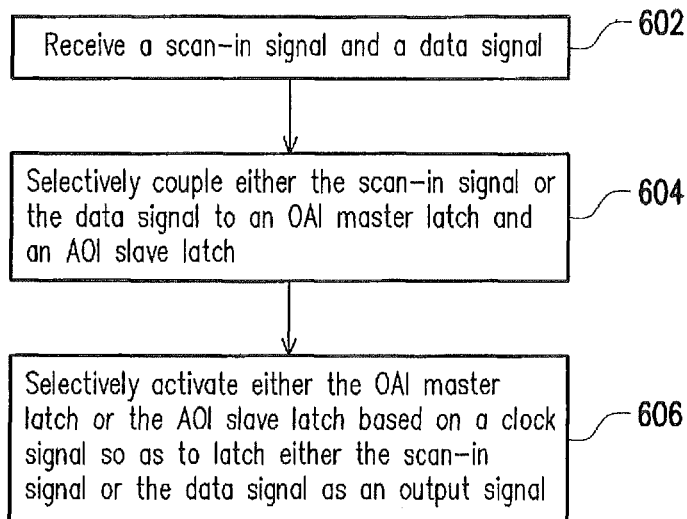 Receive a scan-in signal and a data signal
602
Selectively couple either the scan-in signal or
the data signal to an OAI master latch and
an AOI slave latch
604
Selectively activate either the OAI master
latch or the AOI slave latch based on a clock
signal so as to latch either the scan-in
signal or the data signal as an output signal
606